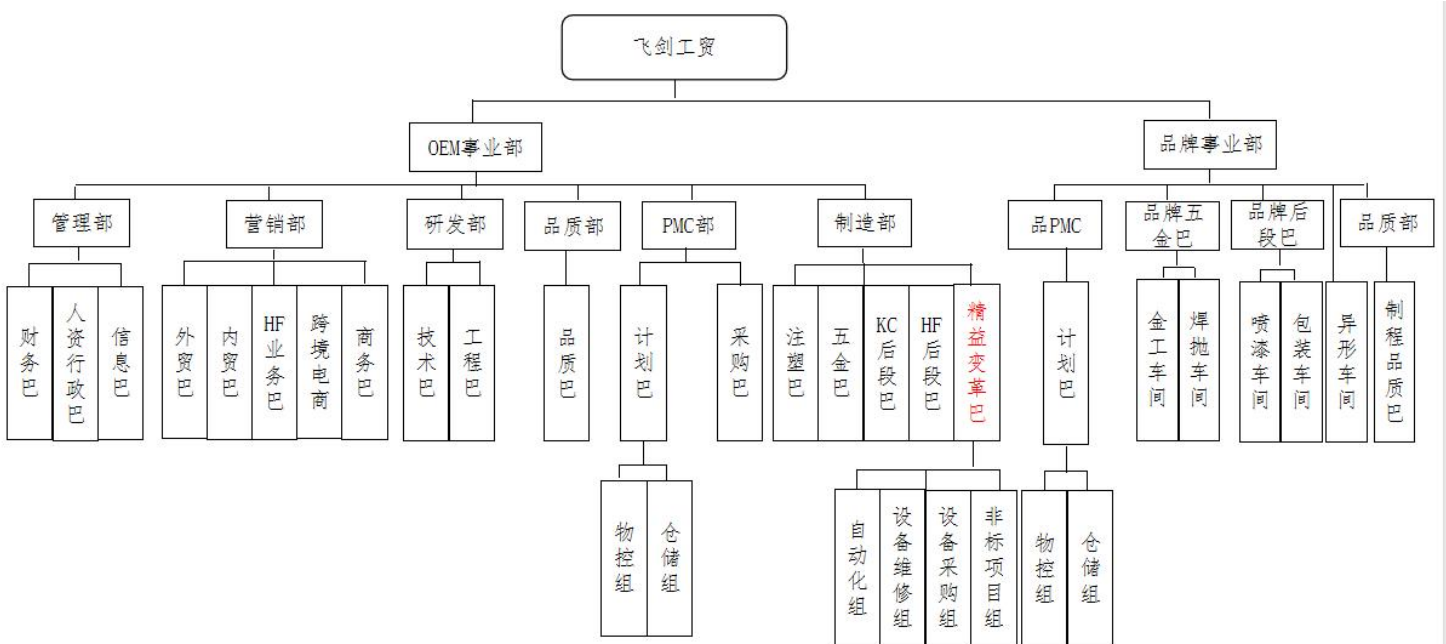 飞剑工贸
OEM事业部
品牌事业部
管理部
营销部
研发部
品质部
PMC部
制造部
品PMC
品牌五
金巴
品牌后
段巴
品质部
财务巴
人资行政巴
信息巴
外贸巴
内贸巴
HF业务巴
跨境电商
商务巴
技术巴
工程巴
品质巴
计划巴
采购巴
注塑巴
五金巴
KC后段巴
HF后段巴
精益变革巴
计划巴
金工车间
焊抛车间
喷漆车间
包装车间
异形车间
制程品质巴
物控组
仓储组
自动化组
设备维修组
设备采购组
非标项目组
物控组
仓储组